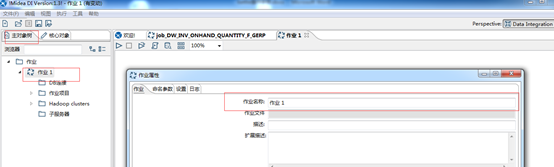 IMidea DI Version:1.3! - 作业 1 (有变动)
文件(F) 编辑 视图 执行 工具 帮助
Perspective: Data Integration
主对象树 核心对象
欢迎! job_DW_INV_ONHAND_QUANTITY_F_GERP 作业 1
浏览器
100%
作业
作业 1
DB连接
作业项目
Hadoop clusters
子服务器
作业属性
作业 命名参数 设置 日志
作业名称: 作业 1
作业文件
描述:
扩展描述: